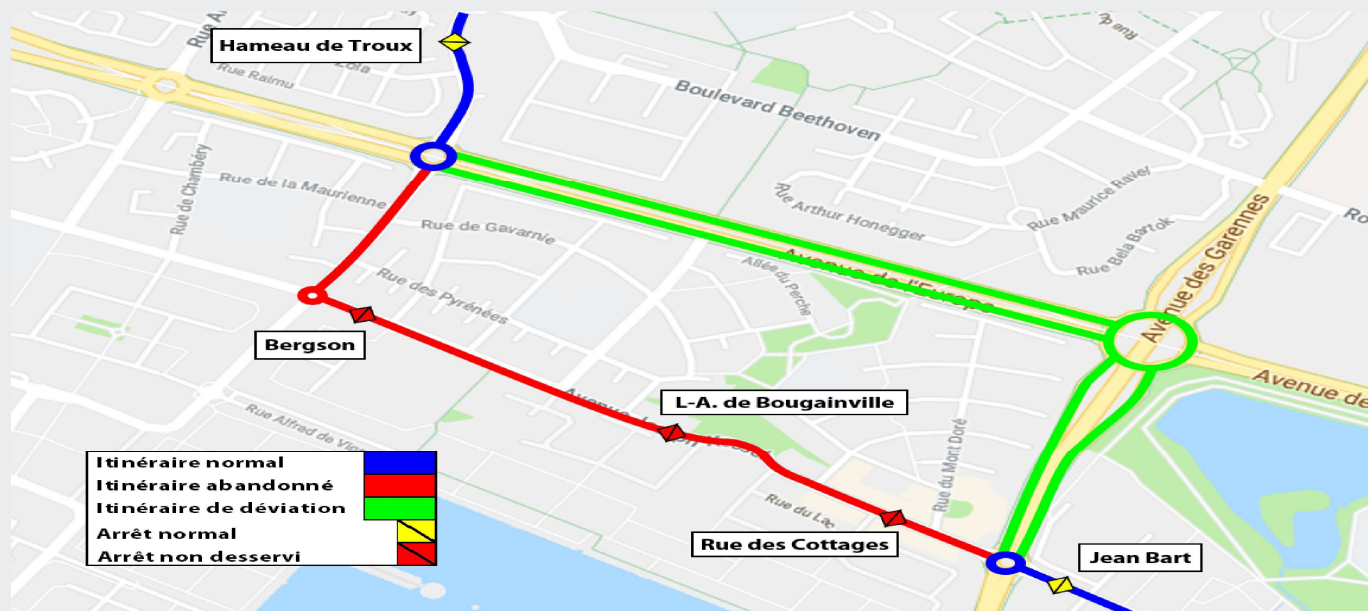 Hameau de Troux
Zola
Rue Raimu
Boulevard Beethoven
Rue de Chambéry
Rue de la Maurienne
Rue de Gavarnie
Rue Arthur Honegger
Rue Maurice Ravel
Rue Bela Bartok
Avenue des Garennes
Rue des Pyrénées
Allée du Perche
Avenue de l'Europe
Bergson
Avenue de
L-A. de Bougainville
Rue Alfred de
Rue du Mont Doré
Itinéraire normal
Itinéraire abandonné
Itinéraire de déviation
Arrêt normal
Arrêt non desservi
Rue du Lac
Rue des Cottages
Jean Bart